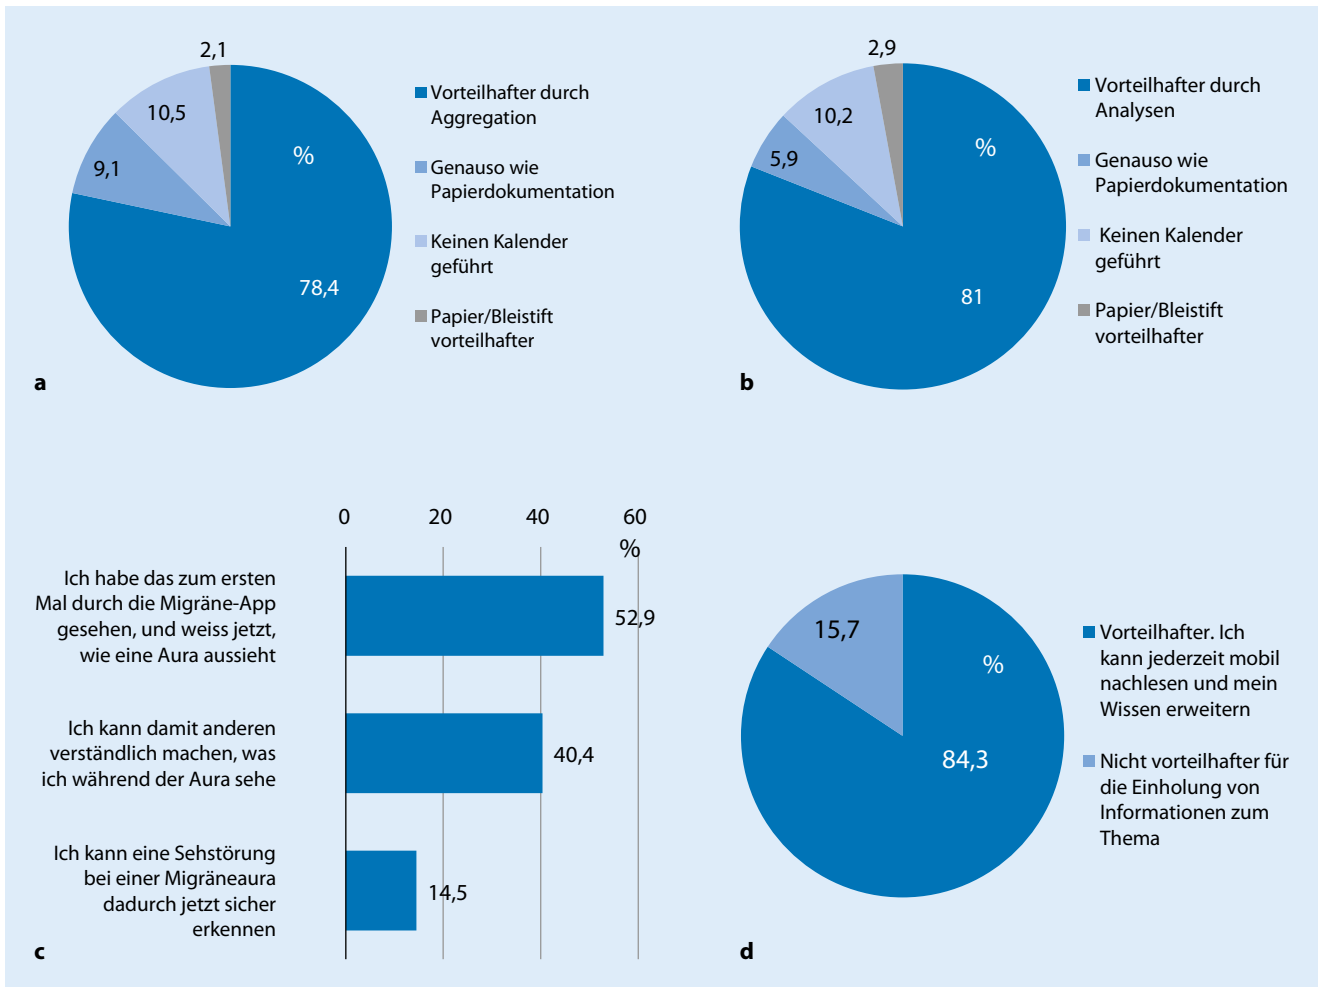 2,1
10,5
9,1
%
78,4
Vorteilhafter durch
Aggregation
Genauso wie
Papierdokumentation
Keinen Kalender
geführt
Papier/Bleistift
vorteilhafter
a
2,9
10,2
5,9
%
81
Vorteilhafter durch
Analysen
Genauso wie
Papierdokumentation
Keinen Kalender
geführt
Papier/Bleistift
vorteilhafter
b
0 20 40 60
%
Ich habe das zum ersten
Mal durch die Migräne-App
gesehen, und weiss jetzt,
wie eine Aura aussieht
52,9
Ich kann damit anderen
verständlich machen, was
ich während der Aura sehe
40,4
Ich kann eine Sehstörung
bei einer Migräneaura
dadurch jetzt sicher
erkennen
14,5
c
15,7
%
84,3
Vorteilhafter. Ich
kann jederzeit mobil
nachlesen und mein
Wissen erweitern
Nicht vorteilhafter für
die Einholung von
Informationen zum
Thema
d